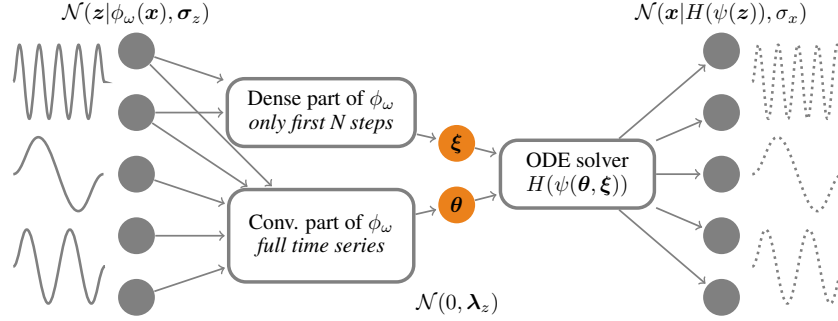 𝒩(𝒛|ϕ_ω(𝒙), 𝝈_z)
𝒩(𝒙|H(ψ(𝒛)), σ_x)
Dense part of ϕ_ω
only first N steps
ξ
ODE solver
H(ψ(θ, ξ))
θ
Conv. part of ϕ_ω
full time series
𝒩(0, λ_z)